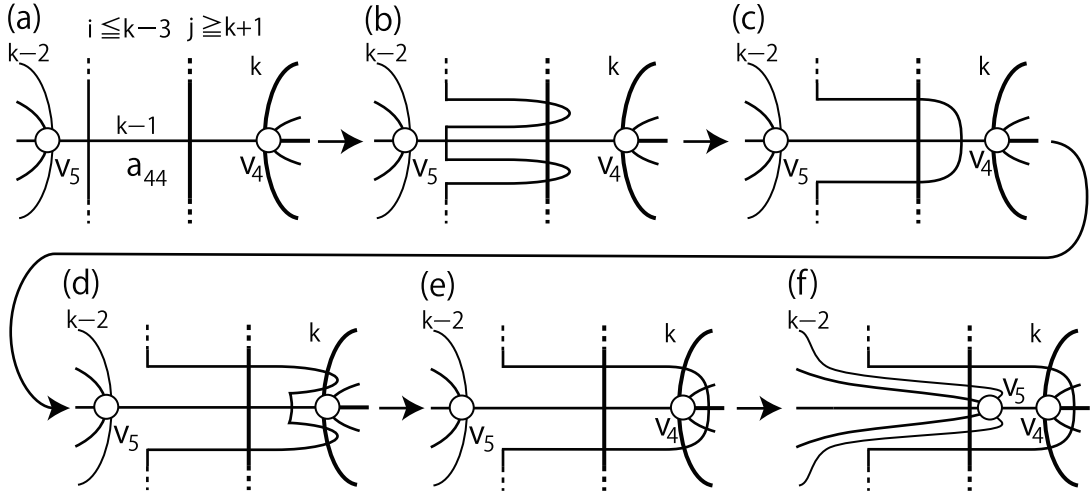 (a) i ≦k−3 j ≧k+1 (b) (c)
k−2 k k−2 k k−2 k
k−1
v5 a44 v4 v5 v4 v5 v4
(d) (e) (f)
k−2 k k−2 k k−2 k
v5
v5 v5 v4 v4